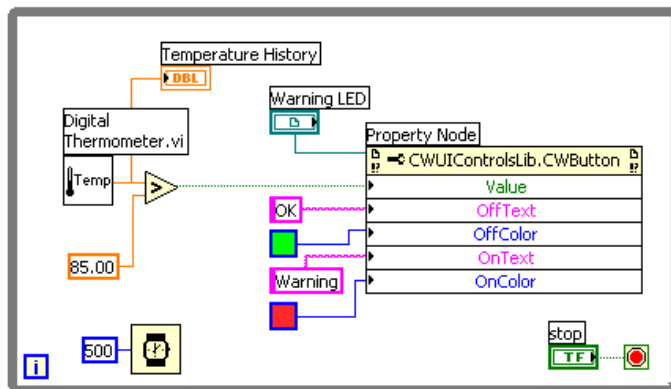 Temperature History
DBL
Warning LED
Digital
Thermometer.vi
Property Node
CWUIControlsLib.CWButton
Temp
>
Value
OK
OffText
OffColor
85.00
OnText
Warning
OnColor
500
stop
TF
i